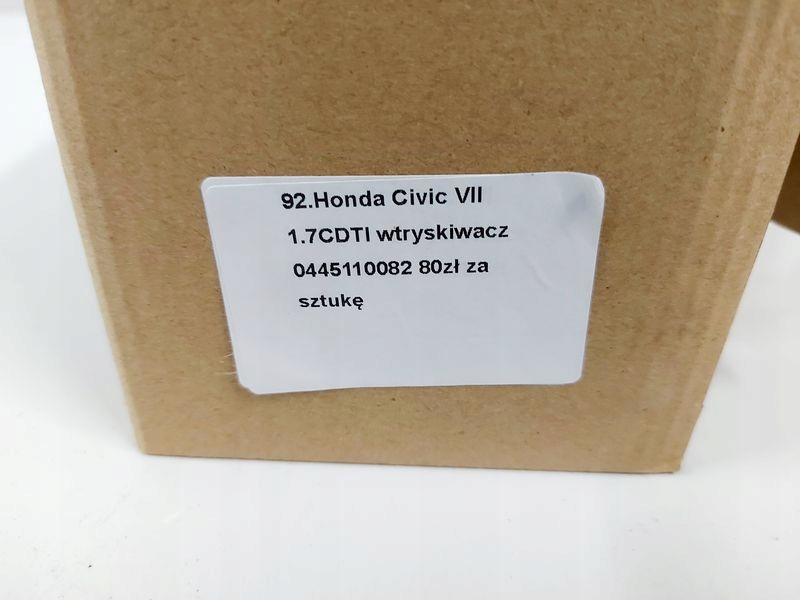 92.Honda Civic VII
1.7CDTI wtryskiwacz
0445110082 80zł za
sztukę